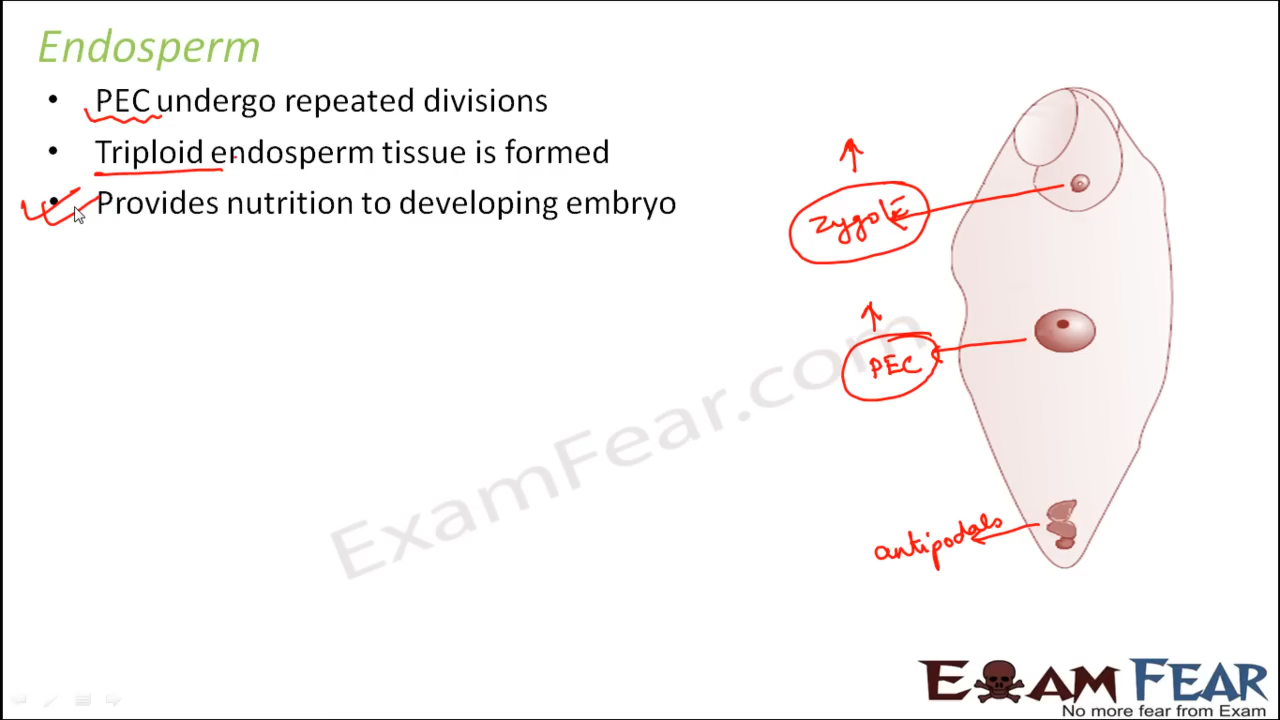 Endosperm
• PEC undergo repeated divisions
• Triploid endosperm tissue is formed
• Provides nutrition to developing embryo
zygote
PEC
antipodals
ExamFear.com
EXAM FEAR
No more fear from Exam